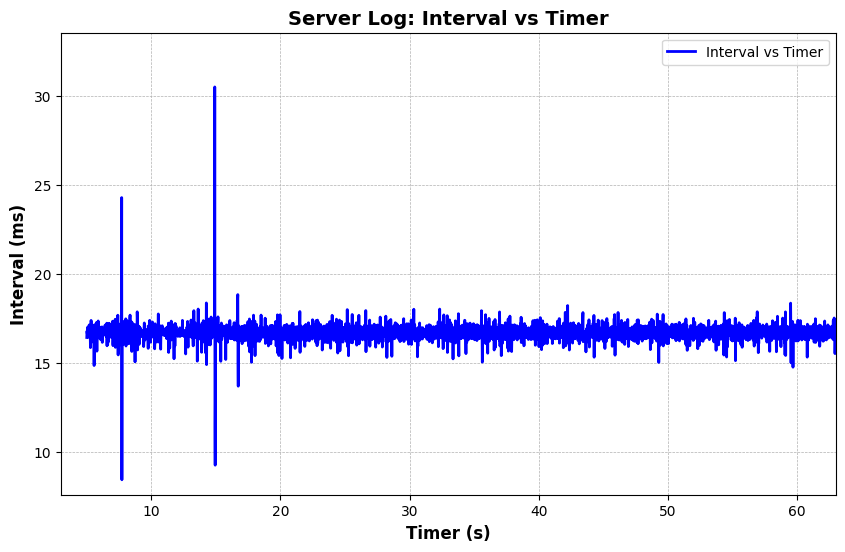 Server Log: Interval vs Timer
Interval vs Timer
30
25
20
15
10
Interval (ms)
10 20 30 40 50 60
Timer (s)